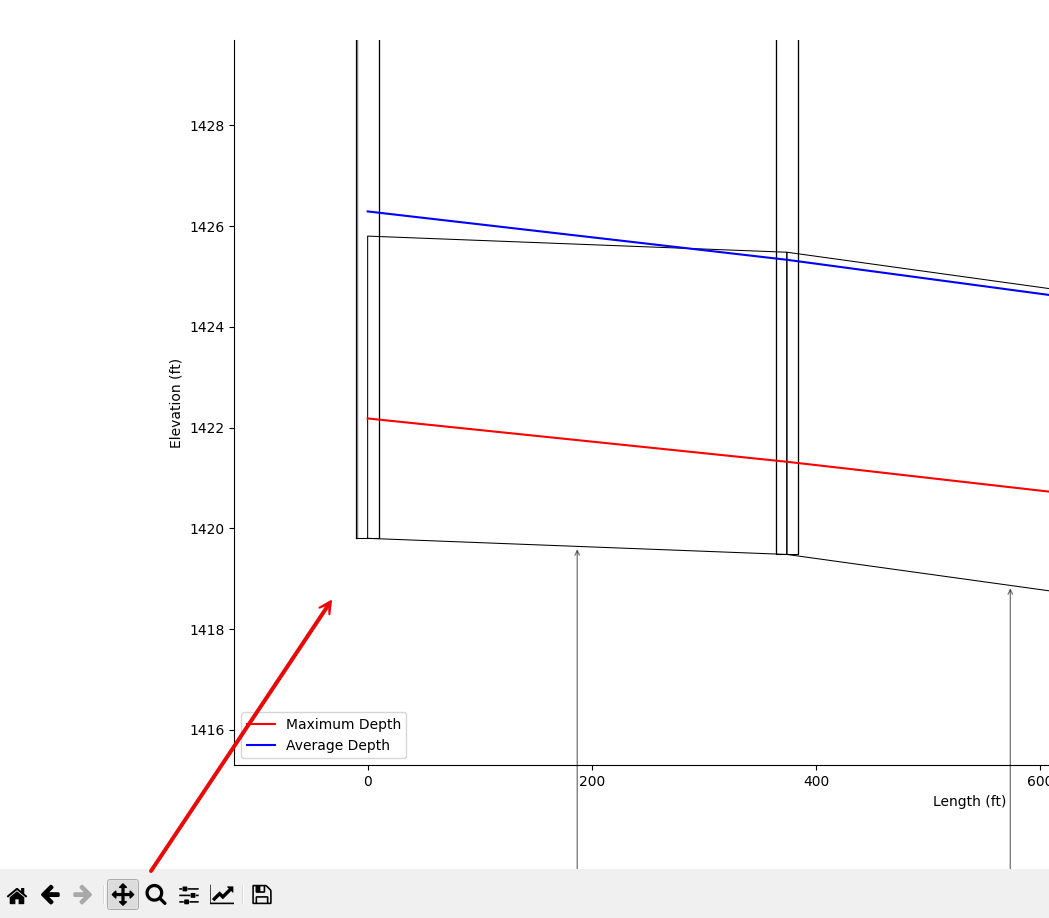 1428
1426
1424
1422
1420
1418
1416
Elevation (ft)
Maximum Depth
Average Depth
0
200
400
600
Length (ft)